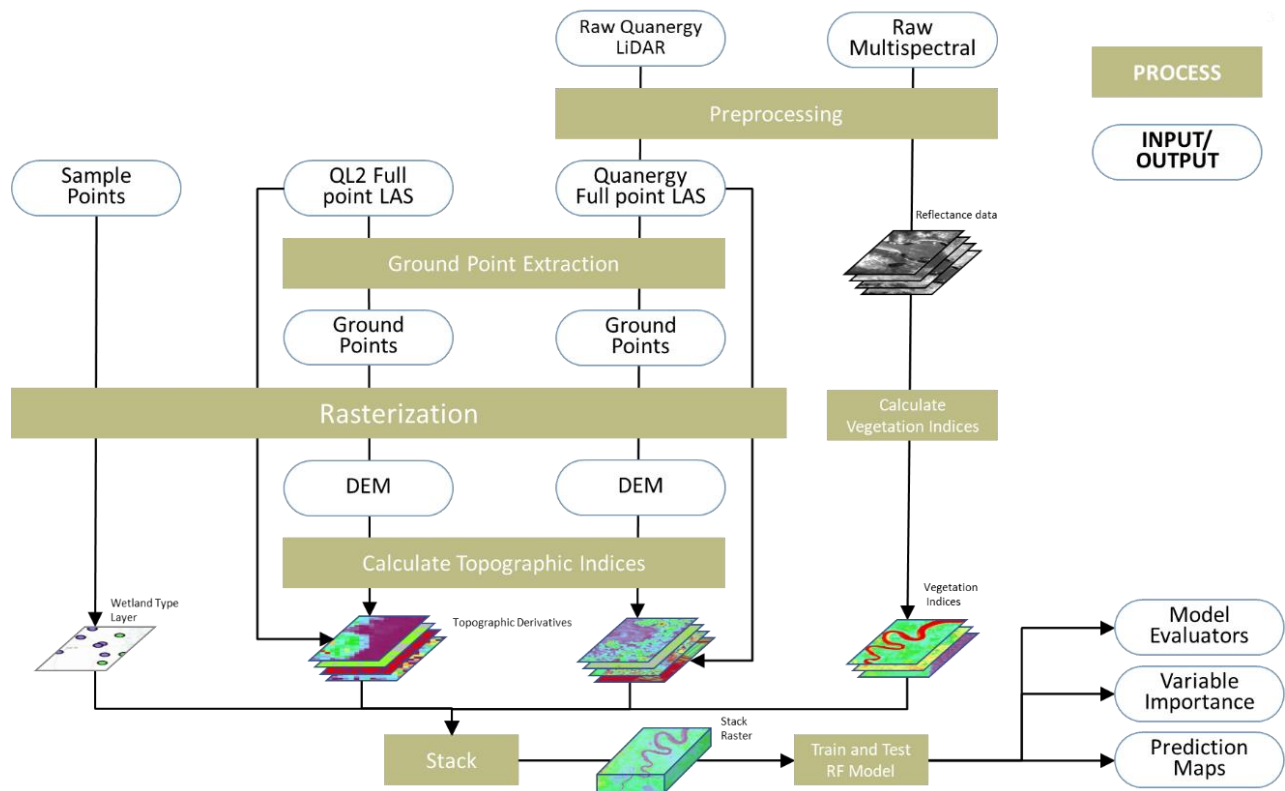 Raw Quanergy
LiDAR
Raw
Multispectral
PROCESS
Preprocessing
INPUT/
OUTPUT
Sample
Points
QL2 Full
point LAS
Quanergy
Full point LAS
Reflectance data
Ground Point Extraction
Ground
Points
Ground
Points
Rasterization
Calculate
Vegetation Indices
DEM
DEM
Calculate Topographic Indices
Wetland Type
Layer
Topographic Derivatives
Vegetation
Indices
Model
Evaluators
Variable
Importance
Stack
Raster
Stack
Train and Test
RF Model
Prediction
Maps